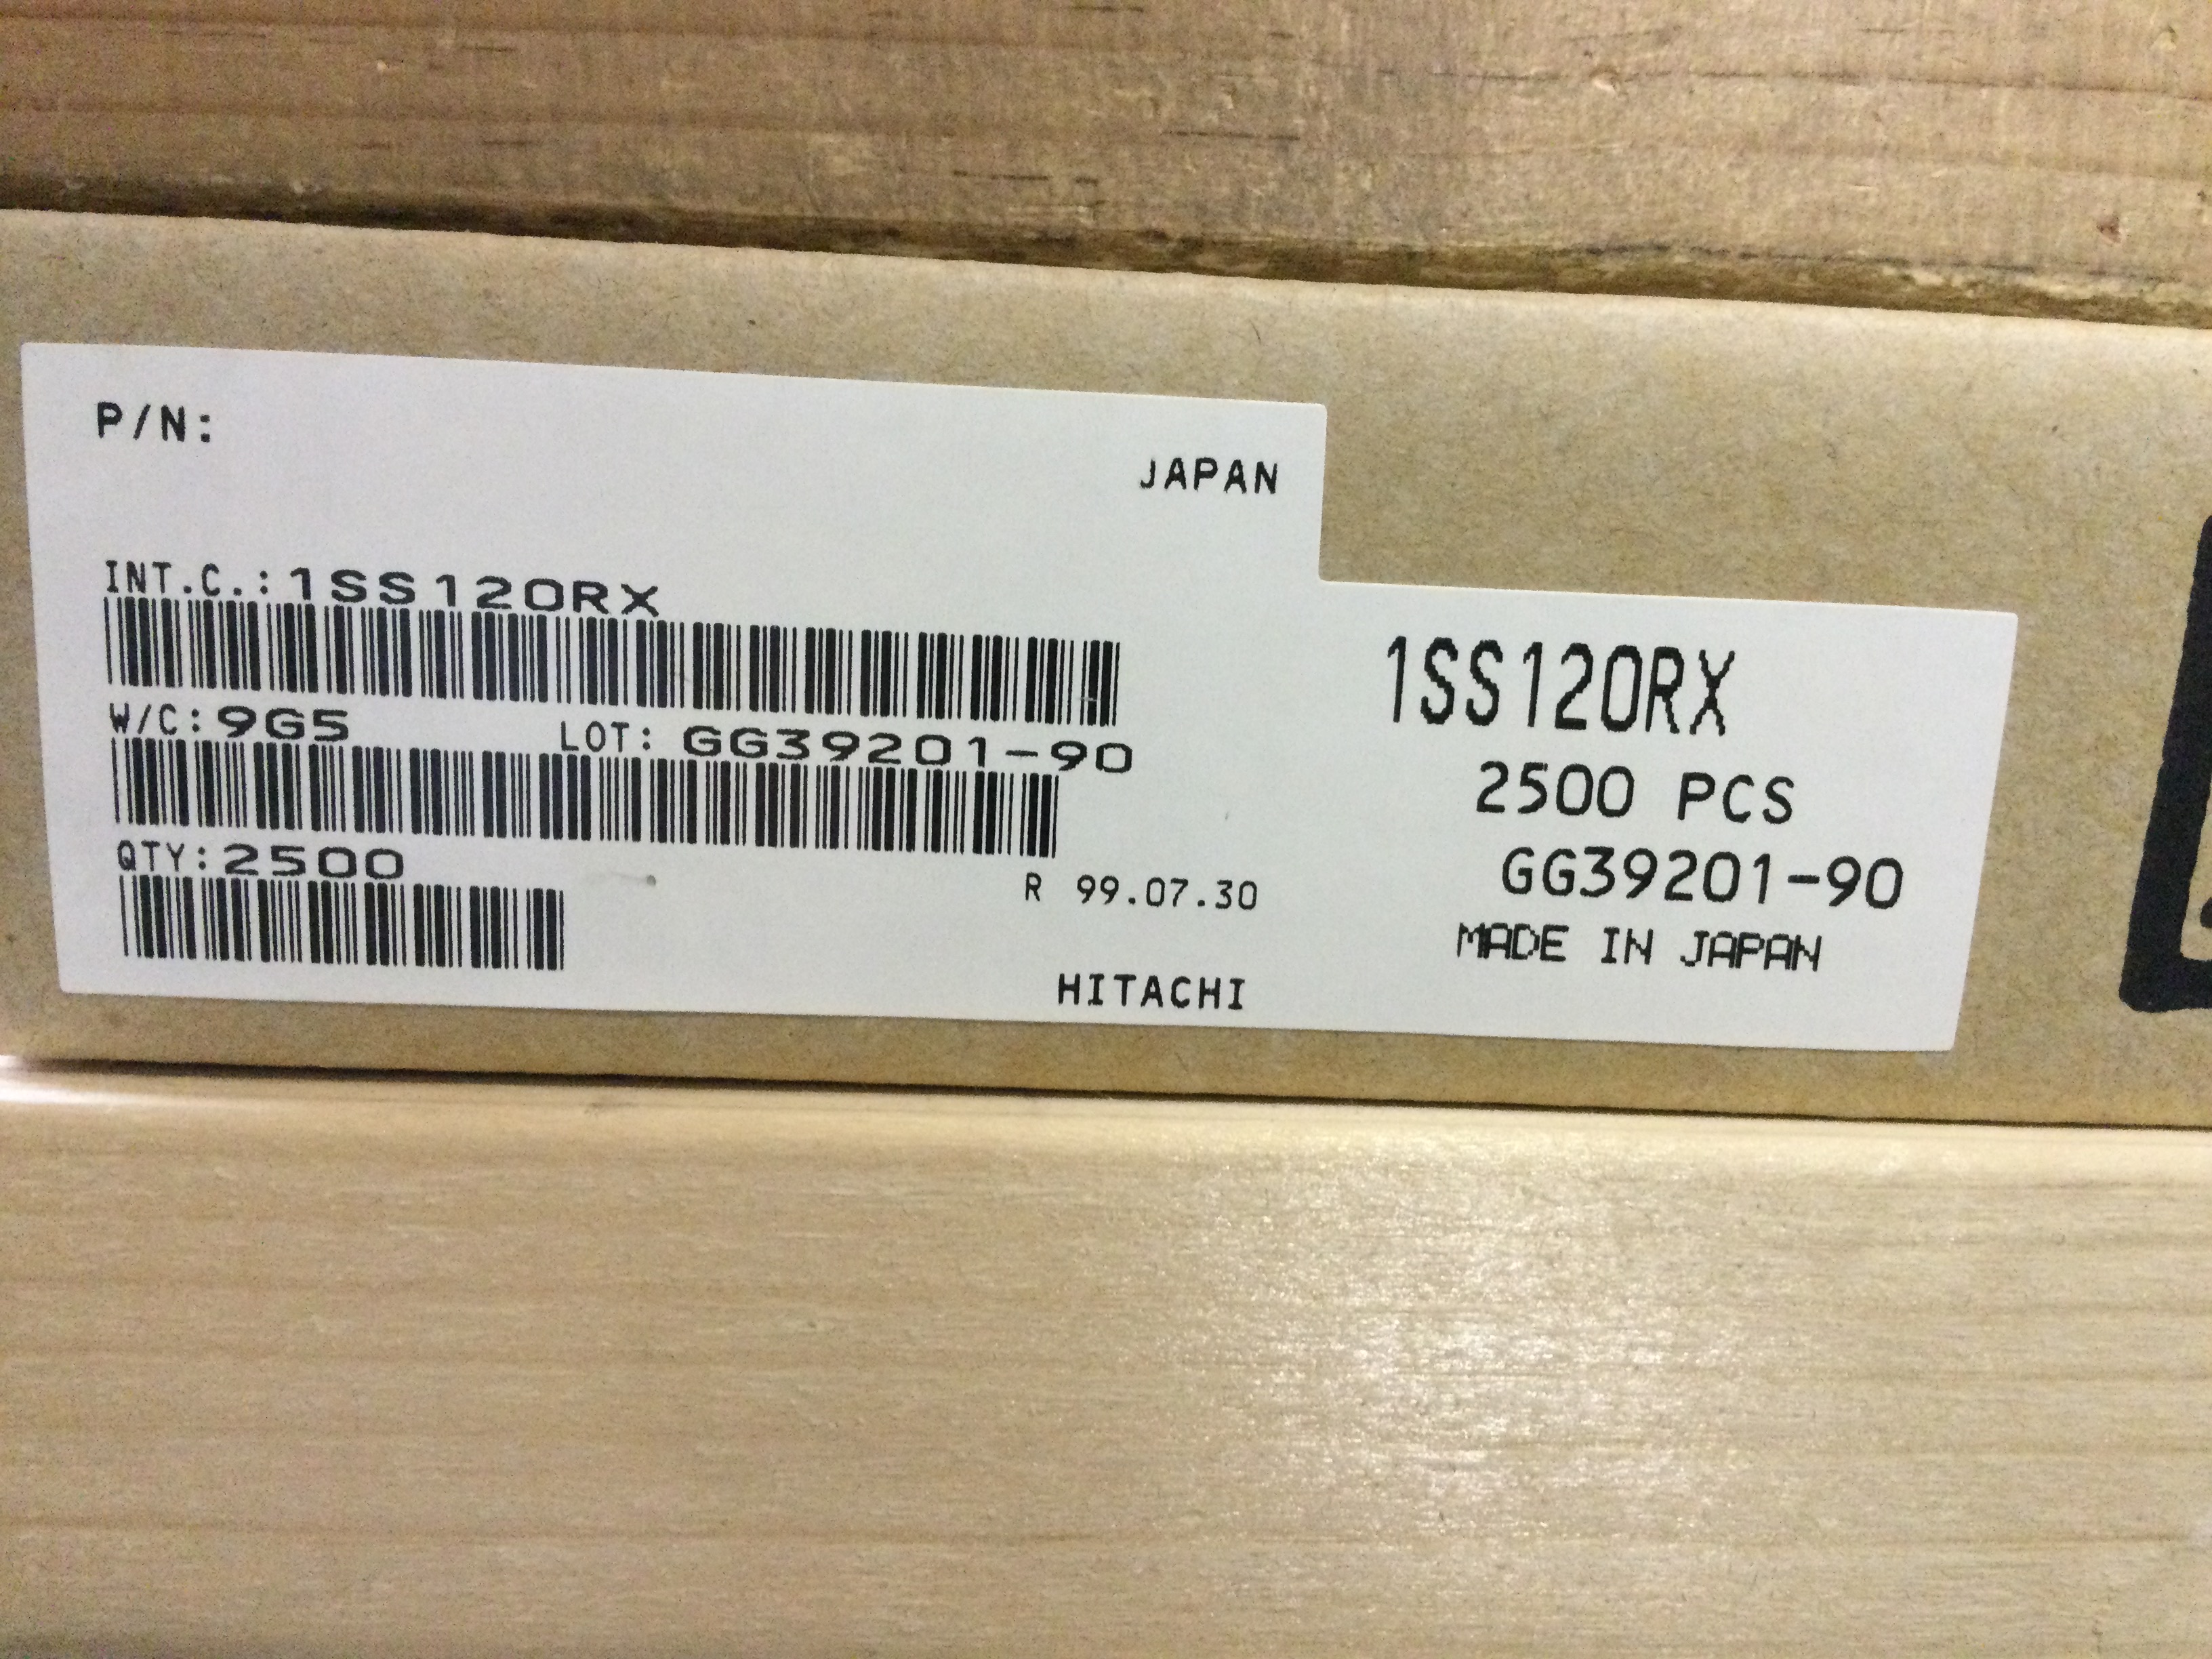 P/N:
JAPAN
INT.C.:1SS120RX
W/C:9G5 LOT: GG39201-90
QTY:2500
R 99.07.30
HITACHI
1SS120RX
2500 PCS
GG39201-90
MADE IN JAPAN